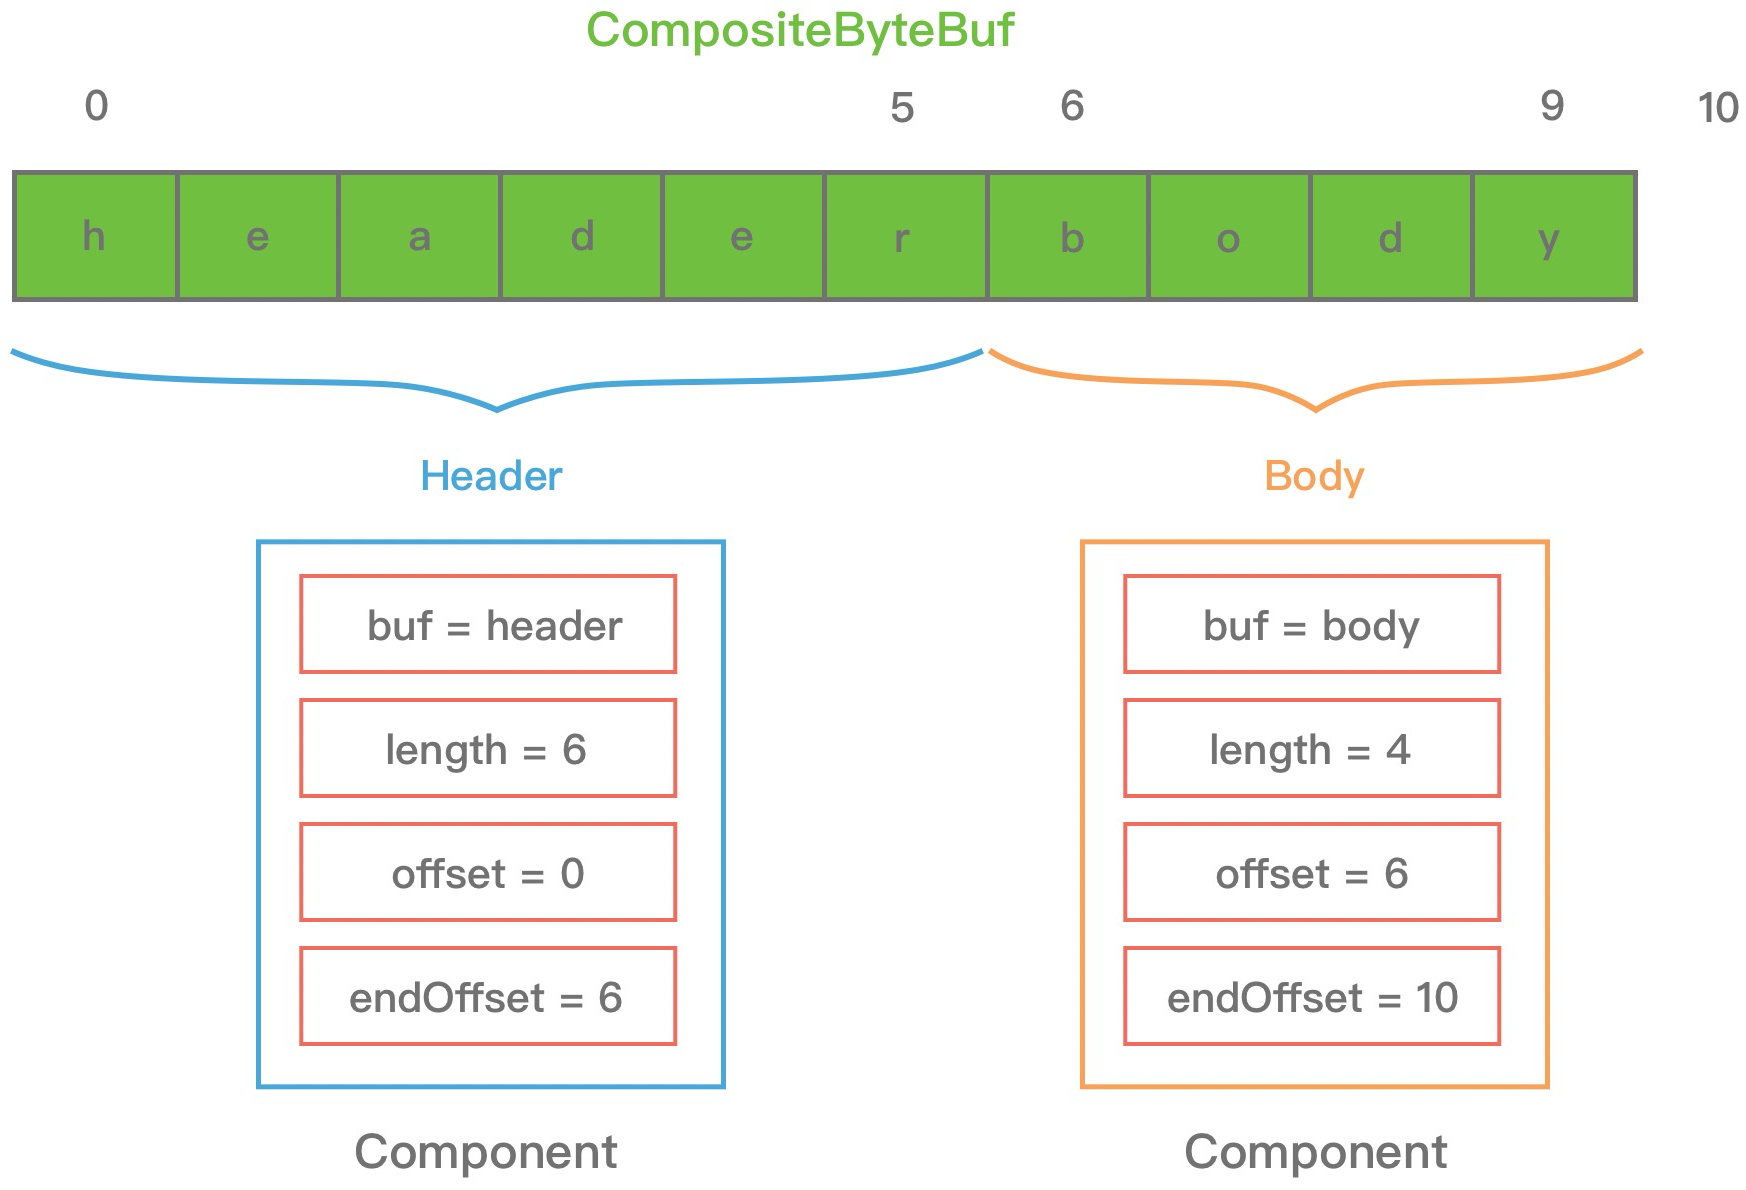 CompositeByteBuf
0 5 6 9 10
h e a d e r b o d y
Header
Body
buf = header
length = 6
offset = 0
endOffset = 6
Component
buf = body
length = 4
offset = 6
endOffset = 10
Component